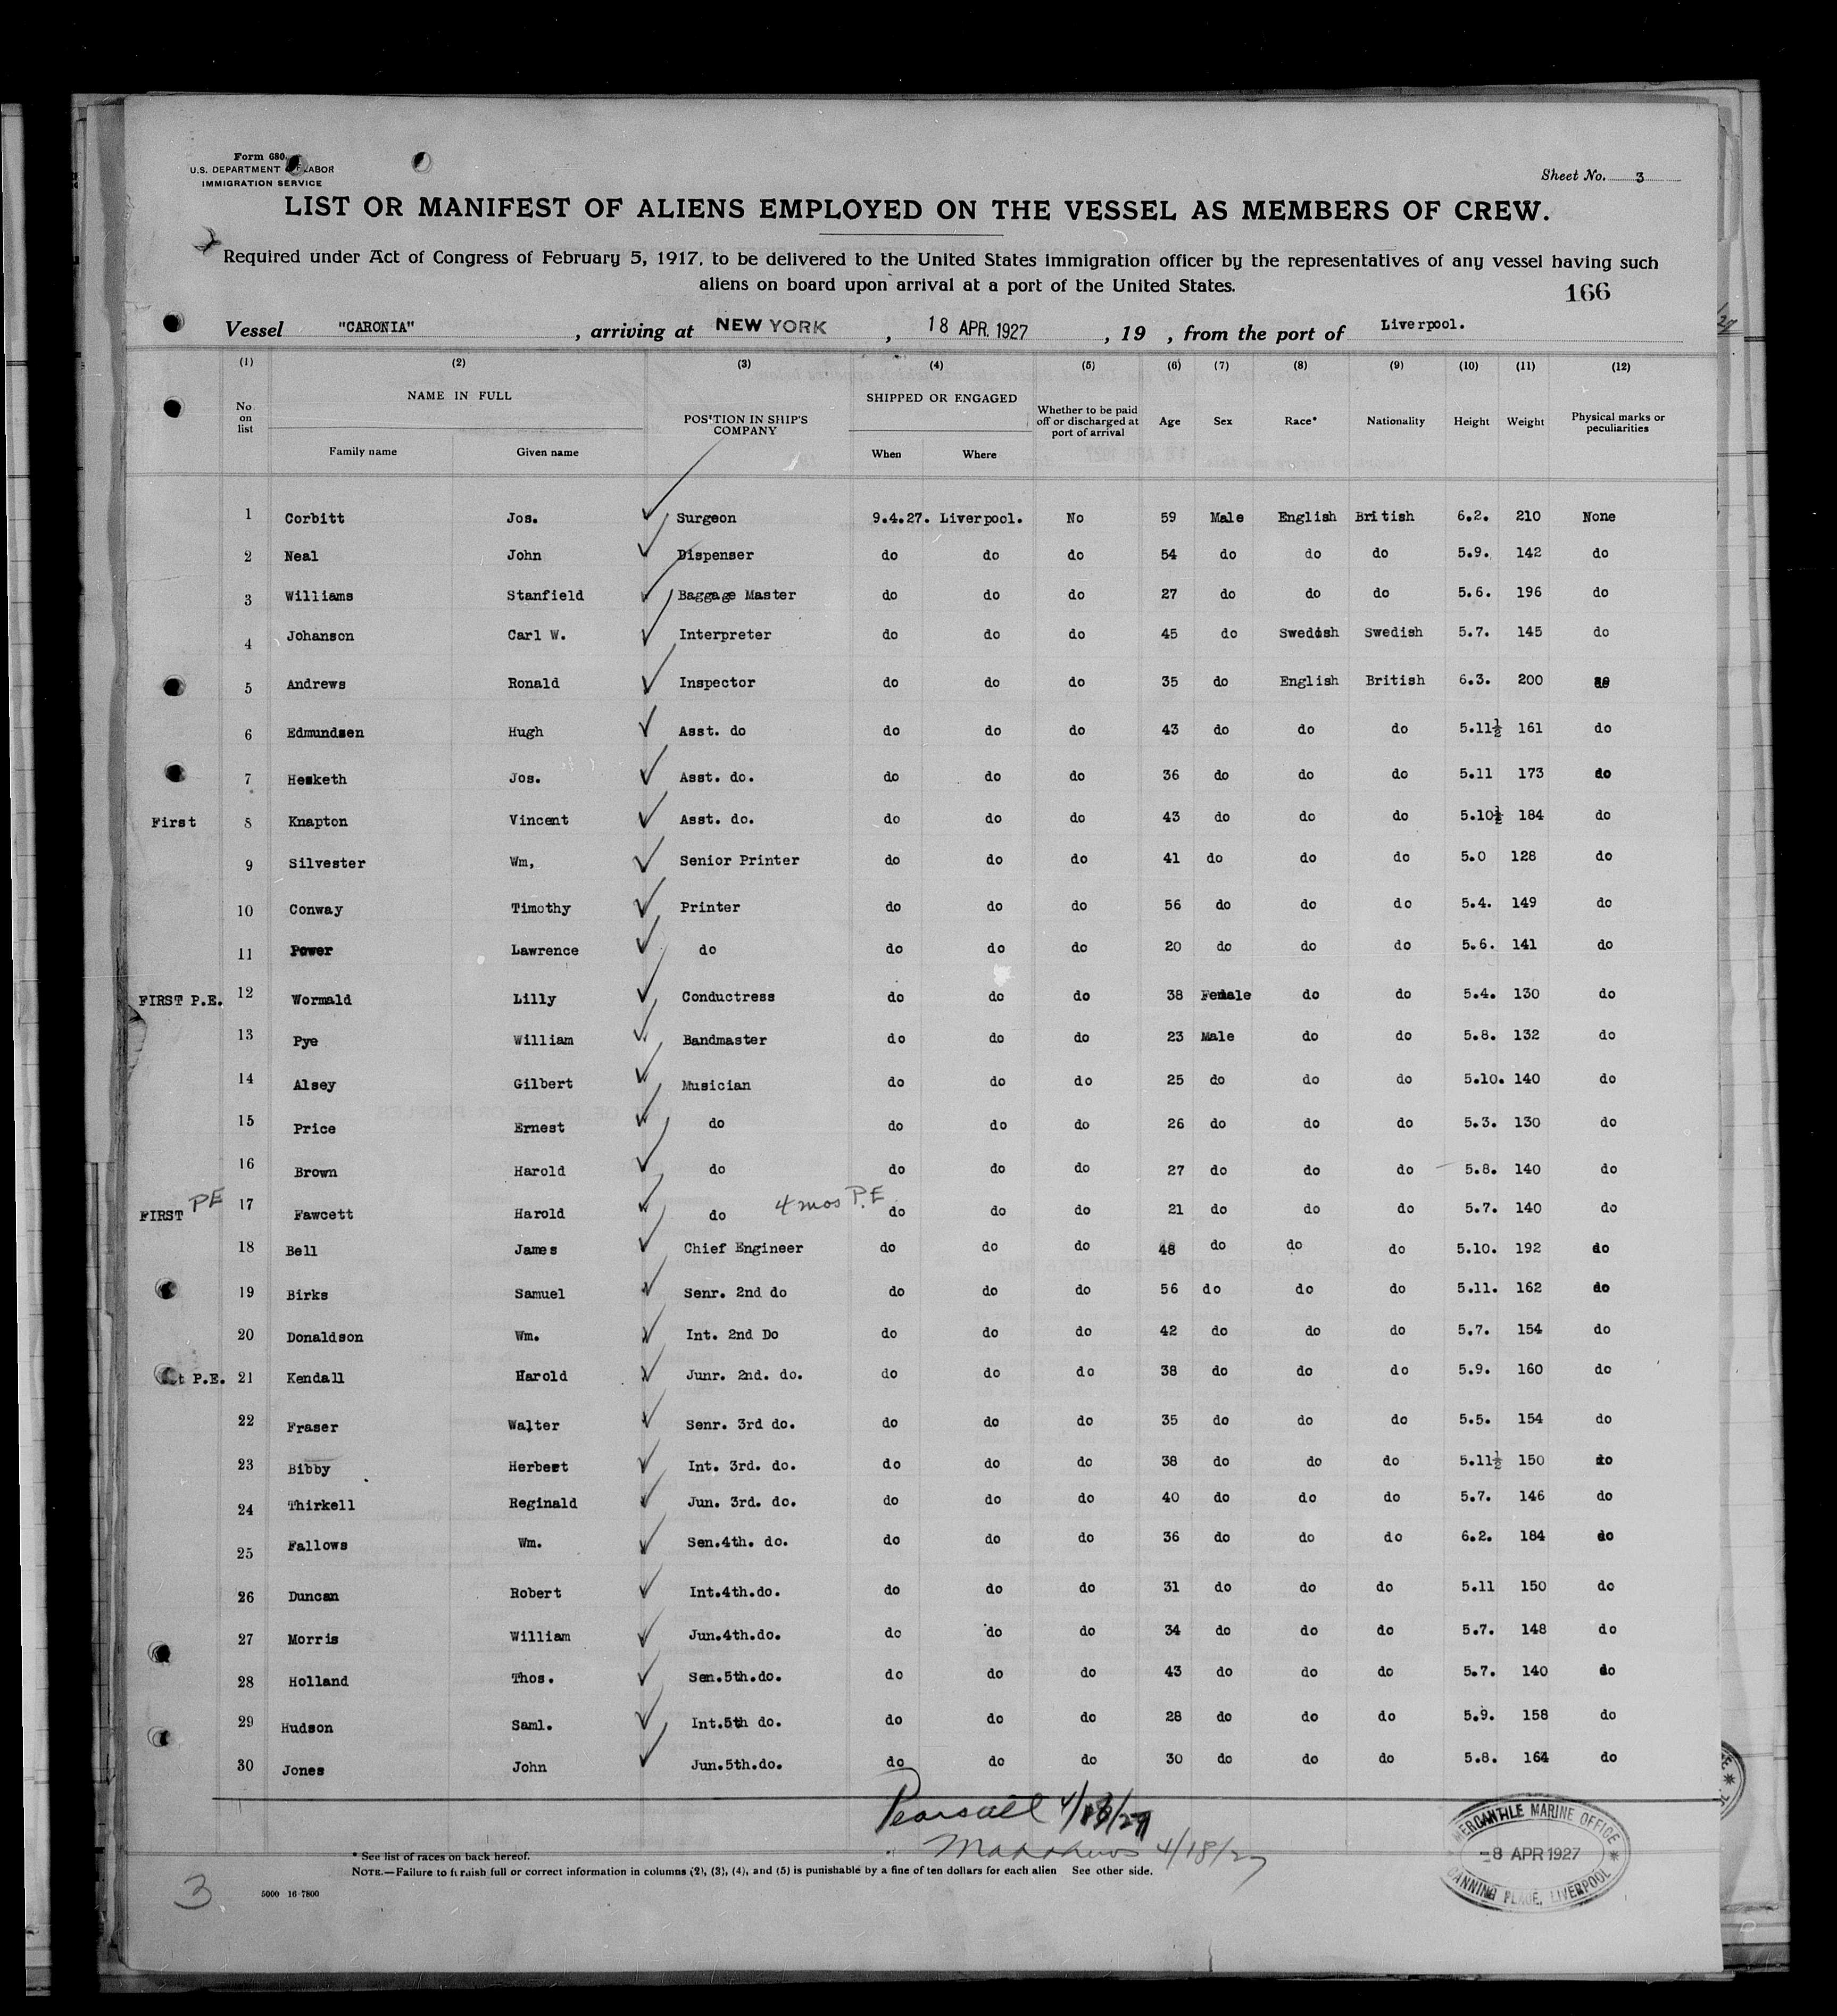 Form 680
U.S. DEPARTMENT OF LABOR
IMMIGRATION SERVICE
Sheet No. 3
LIST OR MANIFEST OF ALIENS EMPLOYED ON THE VESSEL AS MEMBERS OF CREW.
Required under Act of Congress of February 5, 1917, to be delivered to the United States immigration officer by the representatives of any vessel having such
aliens on board upon arrival at a port of the United States.
166
Vessel "CARONIA" , arriving at NEW YORK , 18 APR. 1927 , 19 , from the port of Liverpool.
(1) (2) (3) (4) (5) (6) (7) (8) (9) (10) (11) (12)
No on list NAME IN FULL Family name Given name POSITION IN SHIP'S COMPANY SHIPPED OR ENGAGED When Where Whether to be paid off or discharged at port of arrival Age Sex Race* Nationality Height Weight Physical marks or peculiarities
1 Corbitt Jos. Surgeon 9.4.27. Liverpool. No 59 Male English British 6.2. 210 None
2 Neal John Dispenser do do do 54 do do do 5.9. 142 do
3 Williams Stanfield Baggage Master do do do 27 do do do 5.6. 196 do
4 Johanson Carl W. Interpreter do do do 45 do Swedish Swedish 5.7. 145 do
5 Andrews Ronald Inspector do do do 35 do English British 6.3. 200 do
6 Edmundsen Hugh Asst. do do do do 43 do do do 5.11½ 161 do
7 Hesketh Jos. Asst. do. do do do 36 do do do 5.11 173 do
First 8 Knapton Vincent Asst. do. do do do 43 do do do 5.10½ 184 do
9 Silvester Wm, Senior Printer do do do 41 do do do 5.0 128 do
10 Conway Timothy Printer do do do 56 do do do 5.4. 149 do
11 Power Lawrence do do do do 20 do do do 5.6. 141 do
FIRST P.E. 12 Wormald Lilly Conductress do do do 38 Female do do 5.4. 130 do
13 Pye William Bandmaster do do do 23 Male do do 5.8. 132 do
14 Alsey Gilbert Musician do do do 25 do do do 5.10. 140 do
15 Price Ernest do do do do 26 do do do 5.3. 130 do
16 Brown Harold do do do do 27 do do do 5.8. 140 do
FIRST PE 17 Fawcett Harold do 4 mos P.E do do do 21 do do do 5.7. 140 do
18 Bell James Chief Engineer do do do 48 do do do 5.10. 192 do
19 Birks Samuel Senr. 2nd do do do do 56 do do do 5.11. 162 do
20 Donaldson Wm. Int. 2nd Do do do do 42 do do do 5.7. 154 do
t P.E. 21 Kendall Harold Junr. 2nd. do. do do do 38 do do do 5.9. 160 do
22 Fraser Walter Senr. 3rd do. do do do 35 do do do 5.5. 154 do
23 Bibby Herbert Int. 3rd. do. do do do 38 do do do 5.11½ 150 do
24 Thirkell Reginald Jun. 3rd. do. do do do 40 do do do 5.7. 146 do
25 Fallows Wm. Sen.4th. do. do do do 36 do do do 6.2. 184 do
26 Duncan Robert Int.4th.do. do do do 31 do do do 5.11 150 do
27 Morris William Jun.4th.do. do do do 34 do do do 5.7. 148 do
28 Holland Thos. Sen.5th.do. do do do 43 do do do 5.7. 140 do
29 Hudson Saml. Int.5th do. do do do 28 do do do 5.9. 158 do
30 Jones John Jun.5th.do. do do do 30 do do do 5.8. 164 do
Pearsall 4/18/27
4/18/27
* See list of races on back hereof.
NOTE.—Failure to furnish full or correct information in columns (2), (3), (4), and (5) is punishable by a fine of ten dollars for each alien See other side.
3
5000 16-7800
MERCANTILE MARINE OFFICE
-8 APR 1927
CANNING PLACE, LIVERPOOL